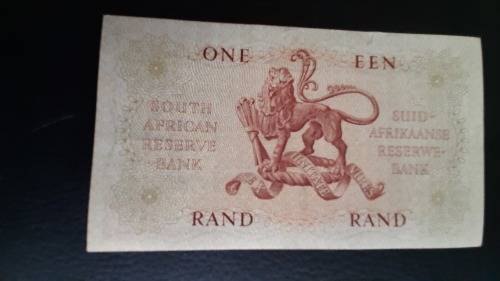 ONE EEN
SOUTH
AFRICAN
RESERVE
BANK
SUID-
AFRIKAANSE
RESERWE-
BANK
RAND RAND